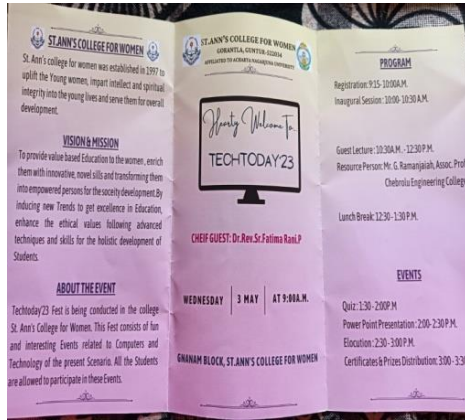 ST.ANN'S COLLEGE FOR WOMEN
St. Ann's college for women was established in 1997 to
uplift the Young women, impart intellect and spiritual
integrity into the young lives and serve them for overall
development.
VISION & MISSION
To provide value based Education to the women, enrich
them with innovative, novel sills and transforming them
into empowered persons for the soceity development. By
inducing new Trends to get excellence in Education,
enhance the ethical values following advanced
techniques and skills for the holistic development of
Students.
ABOUT THE EVENT
Techtoday'23 Fest is being conducted in the college
St. Ann's College for Women. This Fest consists of fun
and interesting Events related to Computers and
Technology of the present Scenario. All the Students
are allowed to participate in these Events.
ST.ANN'S COLLEGE FOR WOMEN
GORANTLA, GUNTUR-522034
AFFILIATED TO ACHARYA NAGARJUNA UNIVERSITY
Hearty Welcome To..
TECHTODAY'23
CHEIF GUEST: Dr.Rev.Sr.Fatima Rani.P
WEDNESDAY | 3 MAY | AT 9:00A.M.
GNANAM BLOCK, ST.ANN'S COLLEGE FOR WOMEN
PROGRAM
Registration: 9:15-10:00A.M.
Inaugural Session: 10:00-10:30 A.M.
Guest Lecture: 10:30A.M. -12:30P.M.
Resource Person: Mr. G. Ramanjaiah, Assoc. Prof
Chebrolu Engineering College
Lunch Break: 12:30-1:30 P.M.
EVENTS
Quiz: 1:30-2:00P.M
Power Point Presentation: 2:00-2:30P.M.
Elocution: 2:30-3:00 P.M.
Certificates & Prizes Distribution: 3:00-3:30